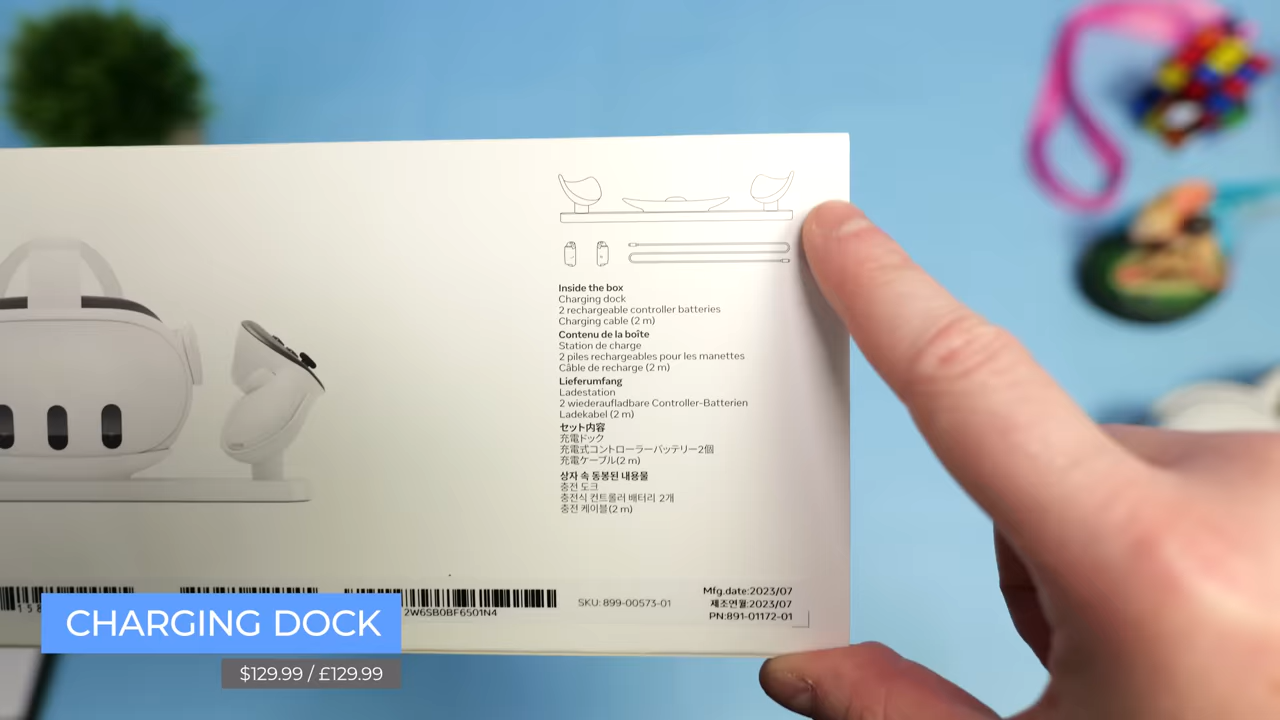 Inside the box
Charging dock
2 rechargeable controller batteries
Charging cable (2 m)
Contenu de la boîte
Station de charge
2 piles rechargeables pour les manettes
Câble de recharge (2 m)
Lieferumfang
Ladestation
2 wiederaufladbare Controller-Batterien
Ladekabel (2 m)
セット内容
充電ドック
充電式コントローラーバッテリー2個
充電ケーブル(2 m)
상자 속 동봉된 내용물
충전 도크
충전식 컨트롤러 배터리 2개
충전 케이블(2 m)
2W6SB0BF6501N4
SKU: 899-00573-01
Mfg.date:2023/07
제조연월:2023/07
PN:891-01172-01
CHARGING DOCK
$129.99 / £129.99